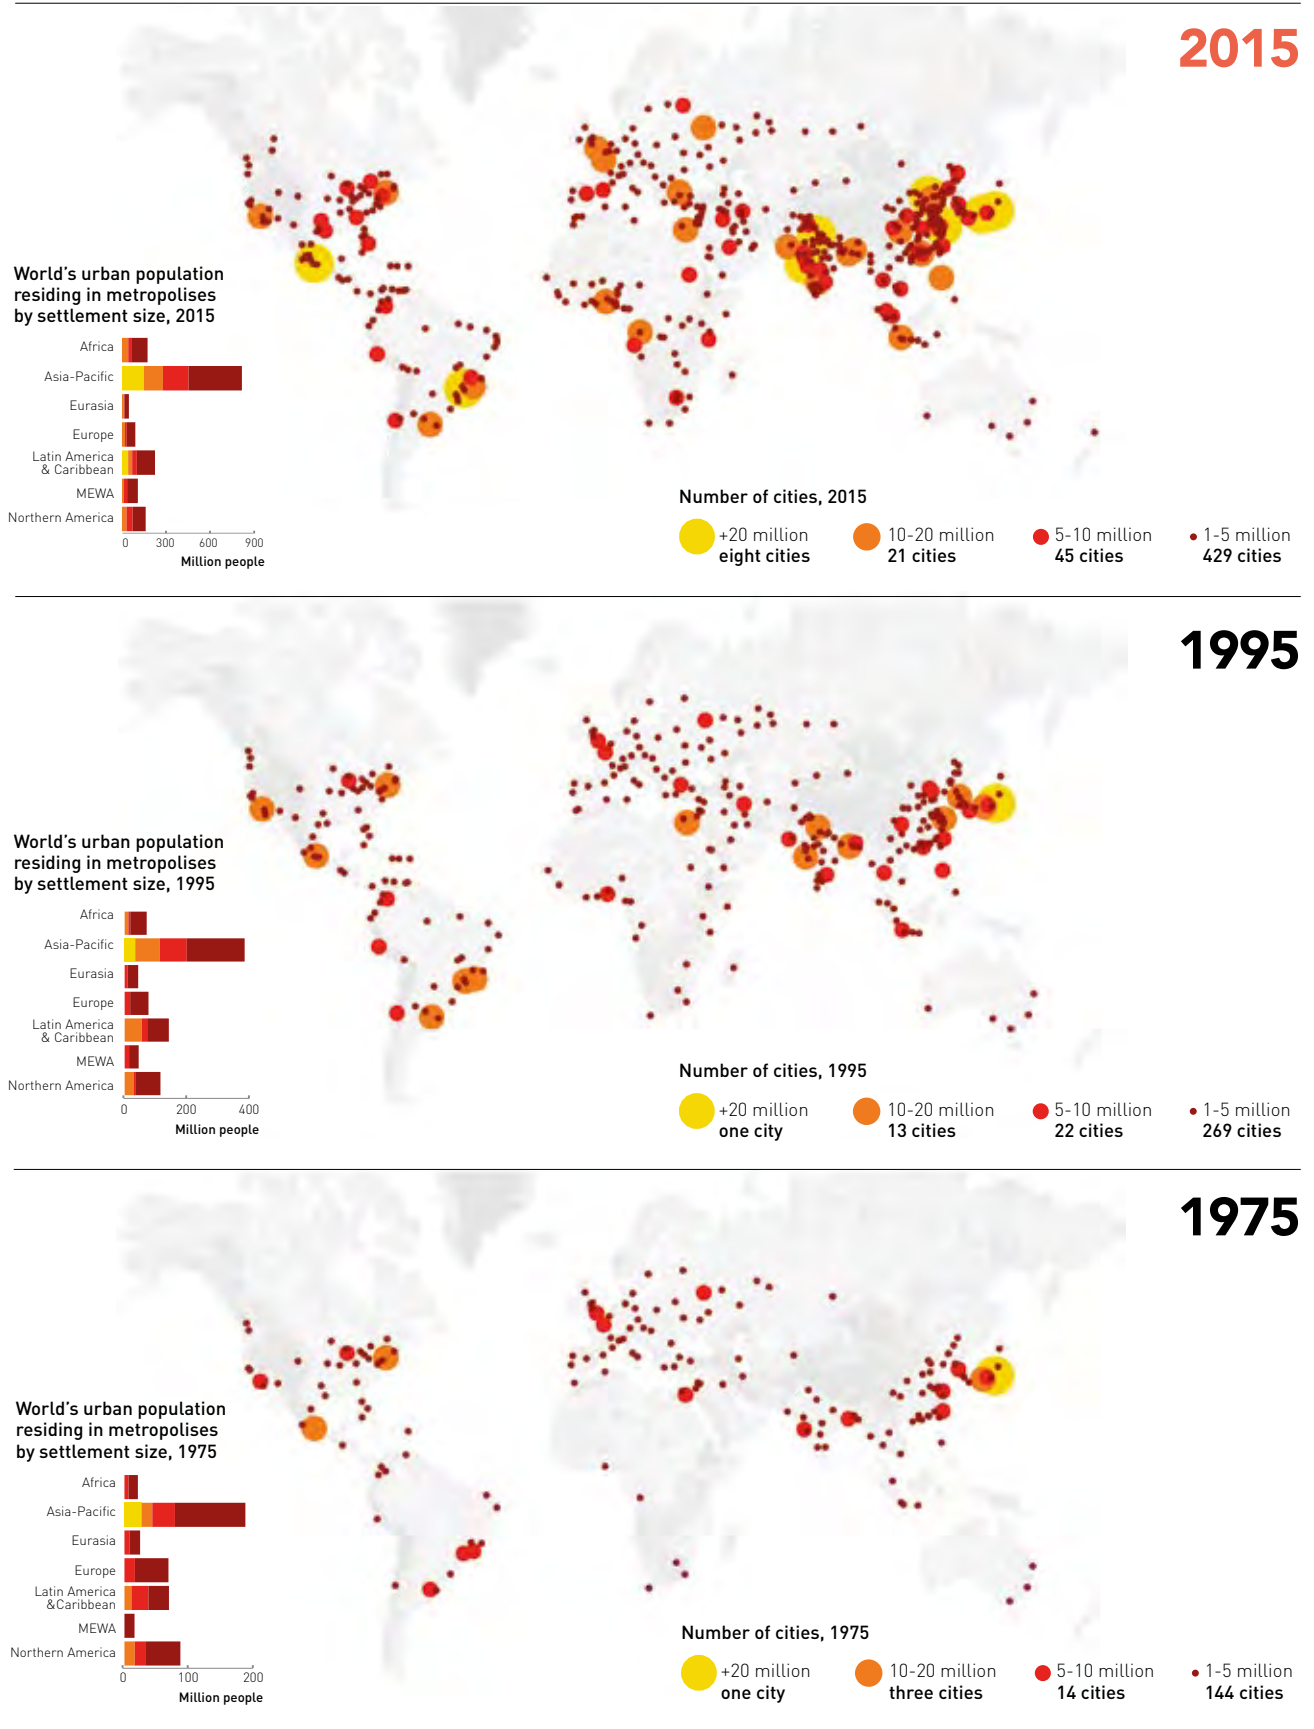 2015
World's urban population
residing in metropolises
by settlement size, 2015
Africa
Asia-Pacific
Eurasia
Europe
Latin America
& Caribbean
MEWA
Northern America
0 300 600 900
Million people
Number of cities, 2015
+20 million
eight cities
10-20 million
21 cities
5-10 million
45 cities
1-5 million
429 cities
1995
World's urban population
residing in metropolises
by settlement size, 1995
Africa
Asia-Pacific
Eurasia
Europe
Latin America
& Caribbean
MEWA
Northern America
0 200 400
Million people
Number of cities, 1995
+20 million
one city
10-20 million
13 cities
5-10 million
22 cities
1-5 million
269 cities
1975
World's urban population
residing in metropolises
by settlement size, 1975
Africa
Asia-Pacific
Eurasia
Europe
Latin America
&Caribbean
MEWA
Northern America
0 100 200
Million people
Number of cities, 1975
+20 million
one city
10-20 million
three cities
5-10 million
14 cities
1-5 million
144 cities